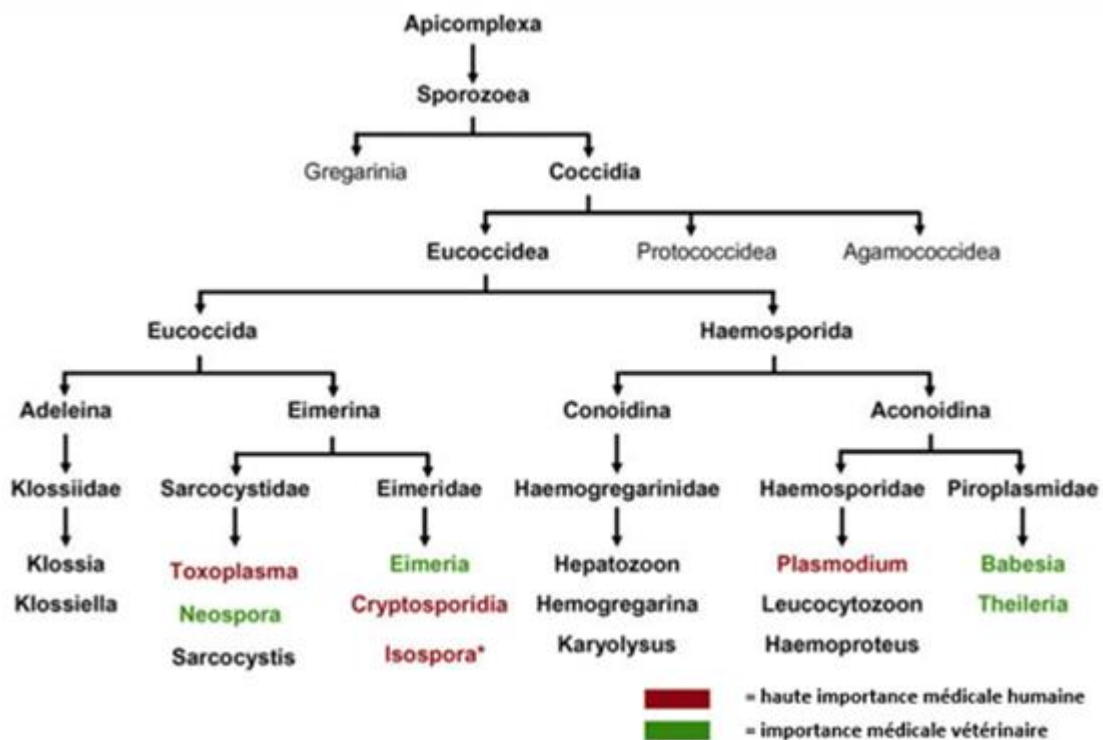 Apicomplexa
Sporozoea
Gregarinia Coccidia
Eucoccidea Protococcidea Agamococcidea
Eucoccida Haemosporida
Adeleina Eimerina Conoidina Aconoidina
Klossiidae Sarcocystidae Eimeridae Haemogregarinidae Haemosporidae Piroplasmidae
Klossia Toxoplasma Eimeria Hepatozoon Plasmodium Babesia
Klossiella Neospora Cryptosporidia Hemogregarina Leucocytozoon Theileria
Sarcocystis Isospora* Karyolysus Haemoproteus
= haute importance médicale humaine
= importance médicale vétérinaire